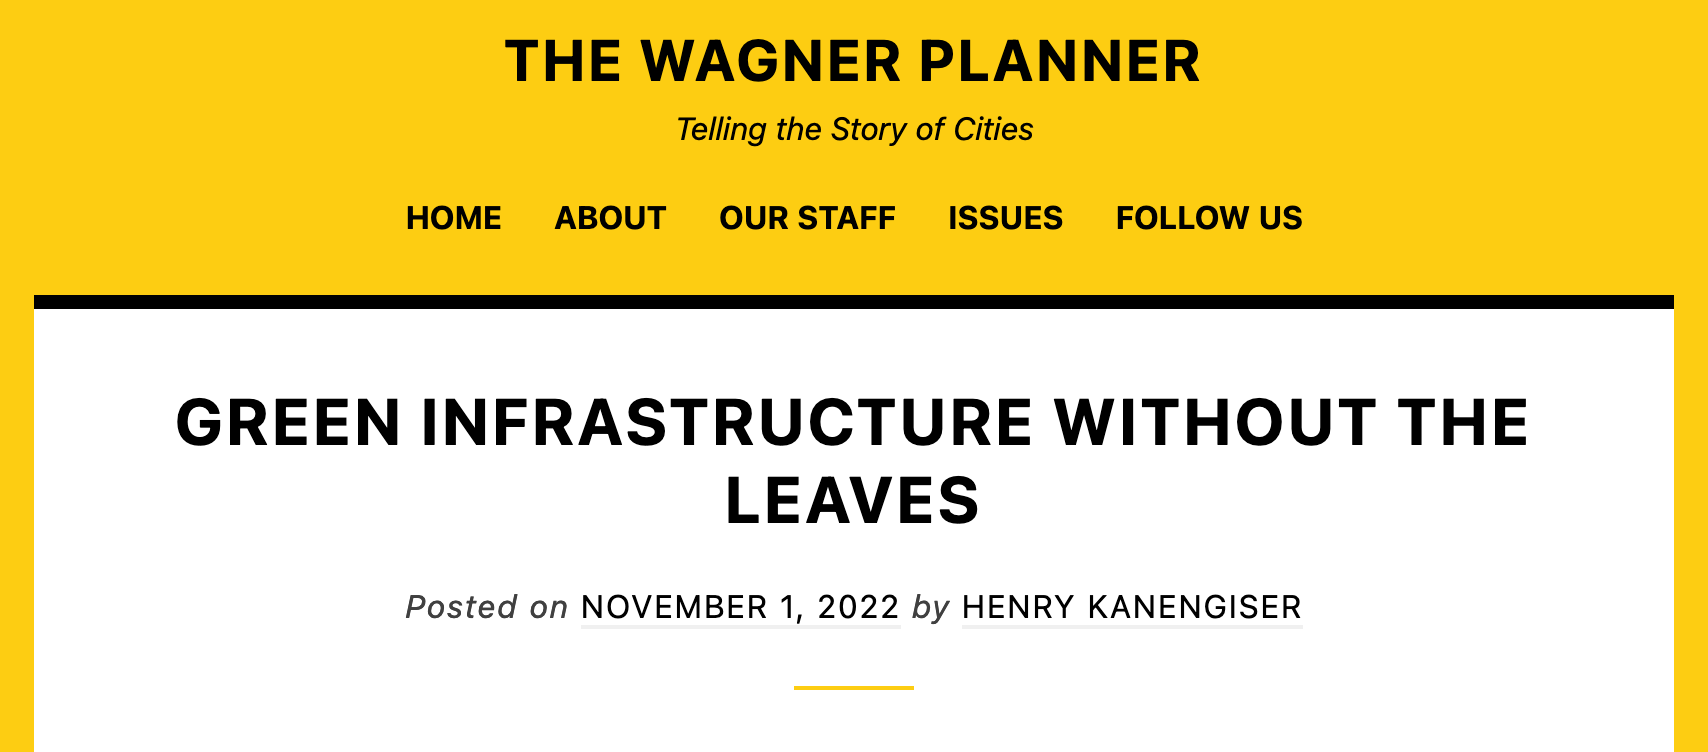 THE WAGNER PLANNER
Telling the Story of Cities
HOME ABOUT OUR STAFF ISSUES FOLLOW US
GREEN INFRASTRUCTURE WITHOUT THE
LEAVES
Posted on NOVEMBER 1, 2022 by HENRY KANENGISER